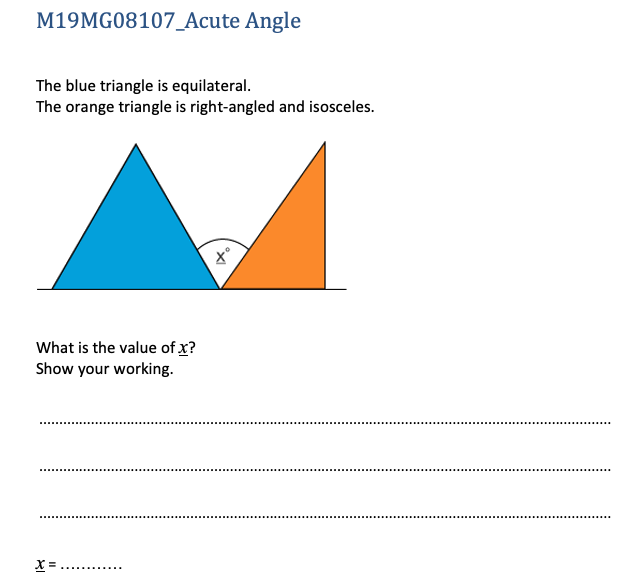 M19MG08107_Acute Angle
The blue triangle is equilateral.
The orange triangle is right-angled and isosceles.
x°
What is the value of x?
Show your working.
x = ............